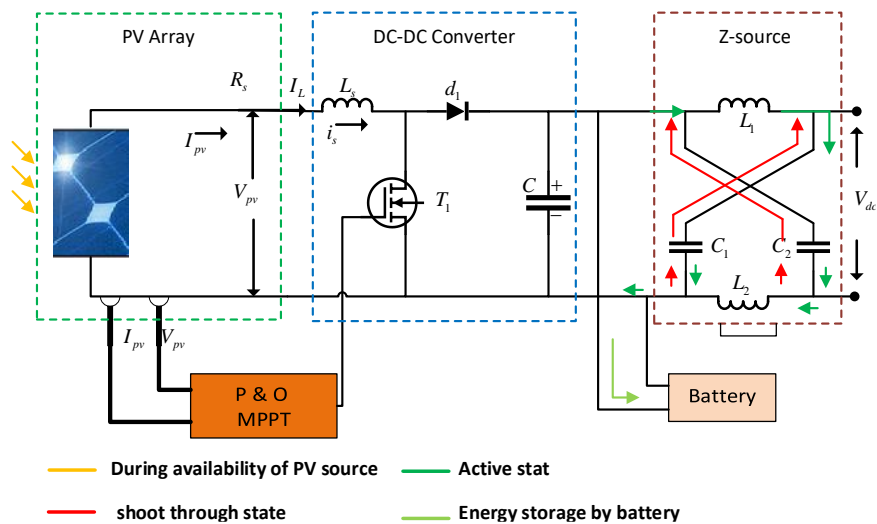 PV Array
DC-DC Converter
Z-source
R_s
I_L
L_s
d_1
I_pv
i_s
L_1
V_pv
T_1
C
+
−
C_1
C_2
V_dc
L_2
I_pv
V_pv
P & O
MPPT
Battery
During availability of PV source
Active stat
shoot through state
Energy storage by battery